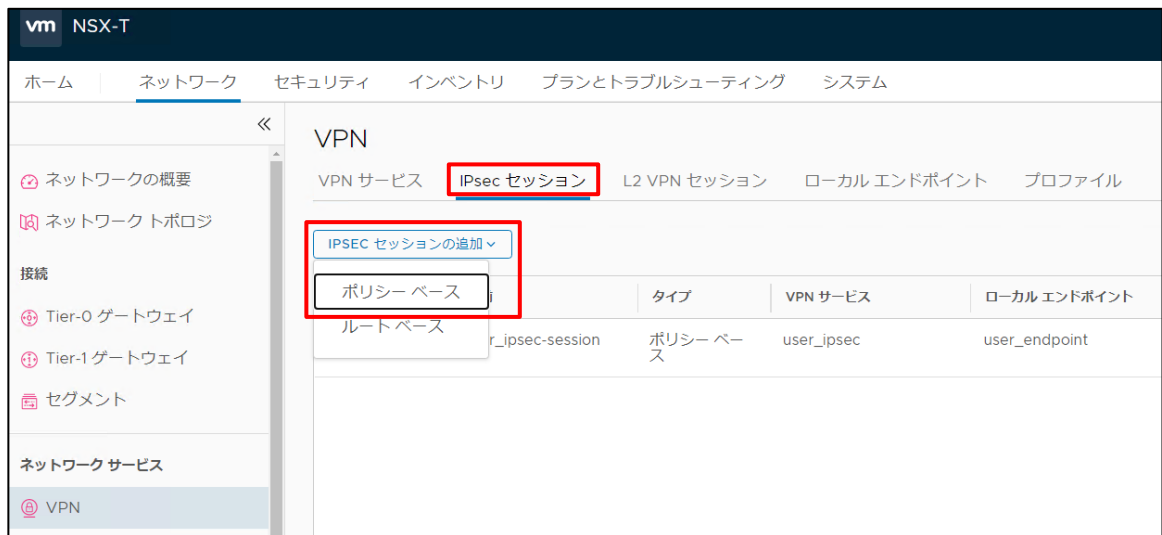 vm NSX-T
ホーム ネットワーク セキュリティ インベントリ プランとトラブルシューティング システム
ネットワークの概要
ネットワーク トポロジ
接続
Tier-0 ゲートウェイ
Tier-1 ゲートウェイ
セグメント
ネットワーク サービス
VPN
VPN
VPN サービス IPsec セッション L2 VPN セッション ローカル エンドポイント プロファイル
IPSEC セッションの追加
ポリシー ベース
ルート ベース
タイプ VPN サービス ローカル エンドポイント
r_ipsec-session ポリシー ベー user_ipsec user_endpoint
ス